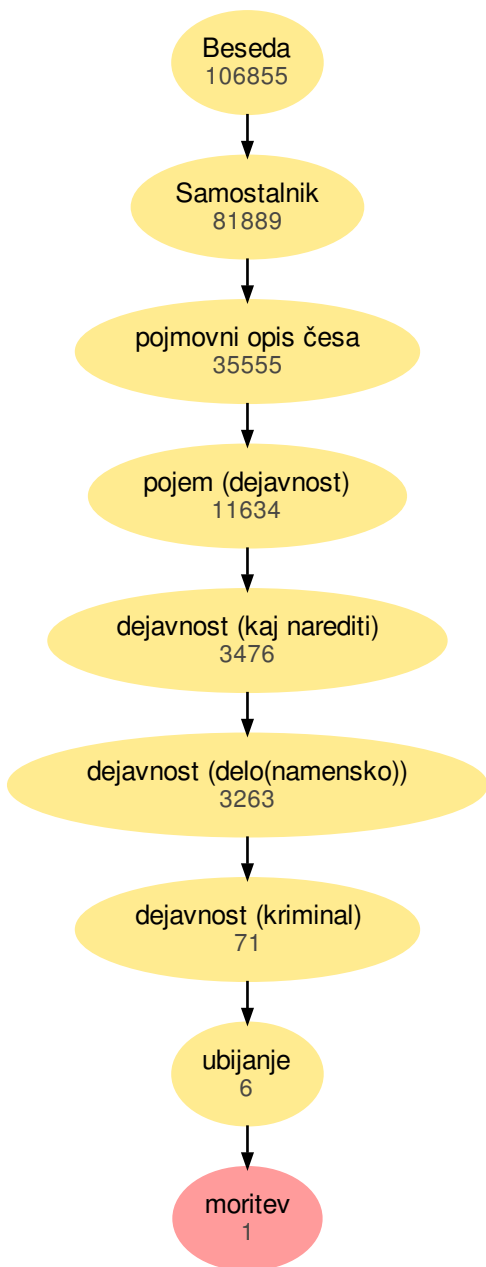 Beseda
106855
Samostalnik
81889
pojmovni opis česa
35555
pojem (dejavnost)
11634
dejavnost (kaj narediti)
3476
dejavnost (delo(namensko))
3263
dejavnost (kriminal)
71
ubijanje
6
moritev
1